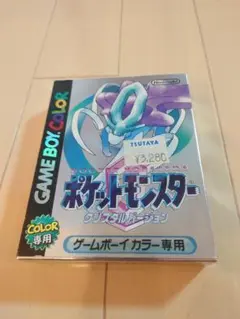 GAME BOY COLOR
Nintendo
TSUTAYA
¥3,280
ポケットモンスター
クリスタルバージョン
COLOR
専用
ゲームボーイカラー専用